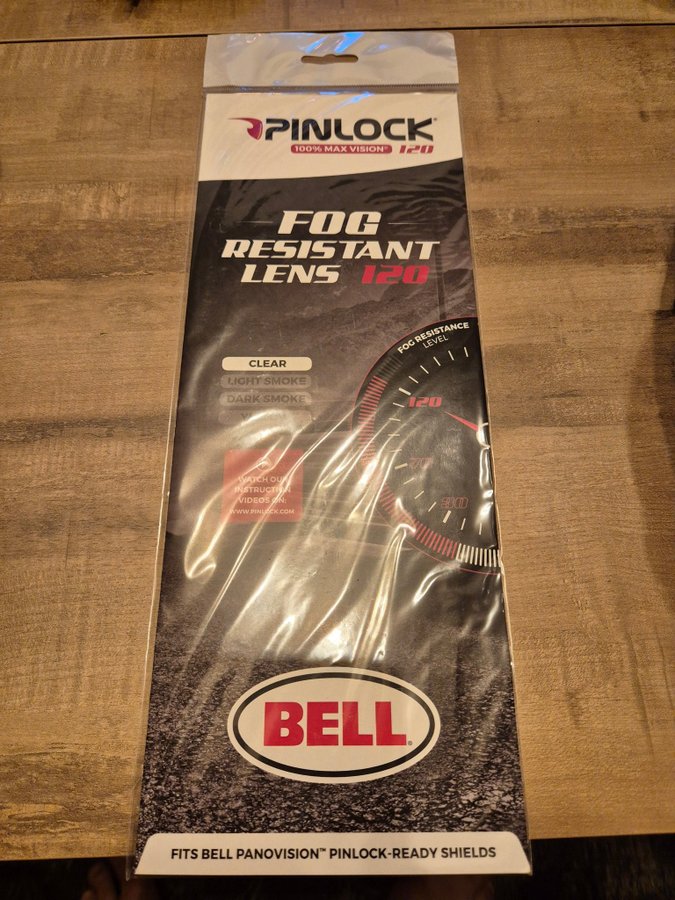 PINLOCK®
100% MAX VISION® 120
FOG
RESISTANT
LENS 120
FOG RESISTANCE
LEVEL
CLEAR
LIGHT SMOKE
DARK SMOKE
120
70
WATCH OUR
INSTRUCTION
VIDEOS ON:
WWW.PINLOCK.COM
BELL®
FITS BELL PANOVISION™ PINLOCK-READY SHIELDS